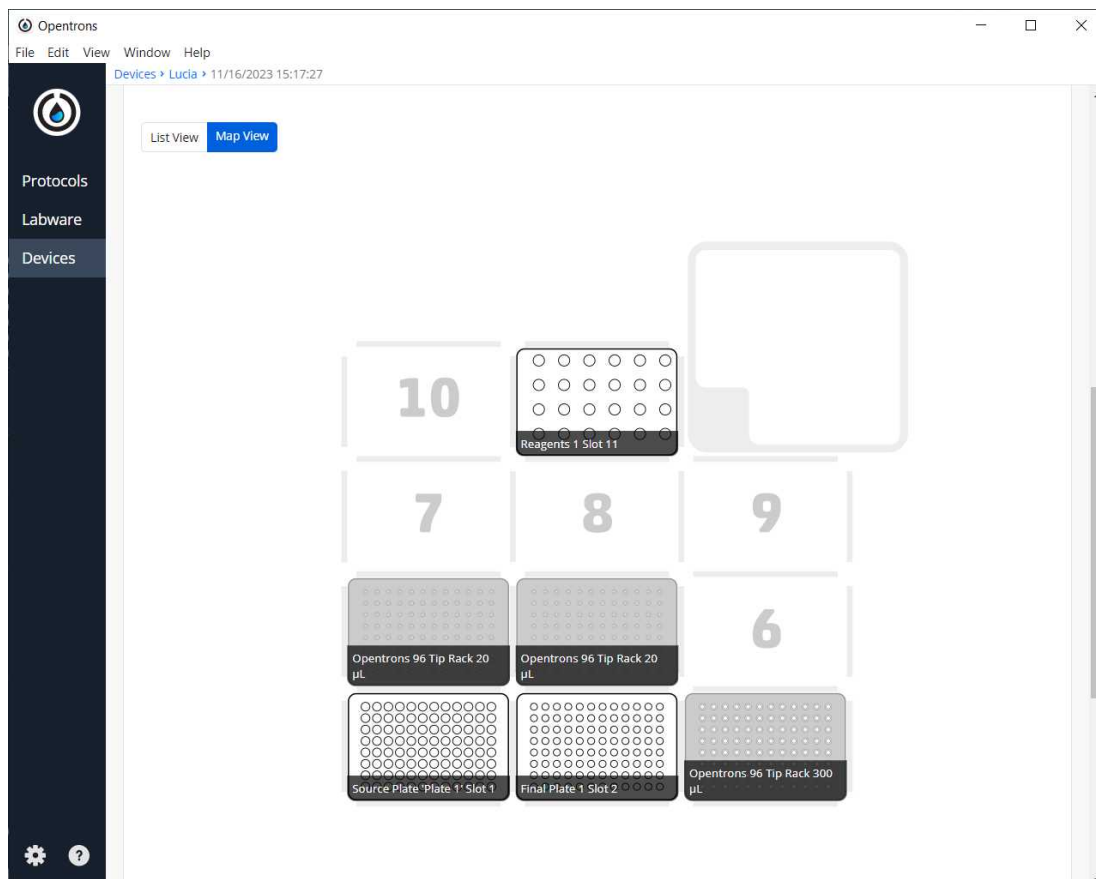 Opentrons
File Edit View Window Help
Devices › Lucia › 11/16/2023 15:17:27
List View Map View
Protocols
Labware
Devices
10
Reagents 1 Slot 11
7 8 9
6
Opentrons 96 Tip Rack 20
µL
Opentrons 96 Tip Rack 20
µL
Source Plate 'Plate 1' Slot 1
Final Plate 1 Slot 2
Opentrons 96 Tip Rack 300
µL
?